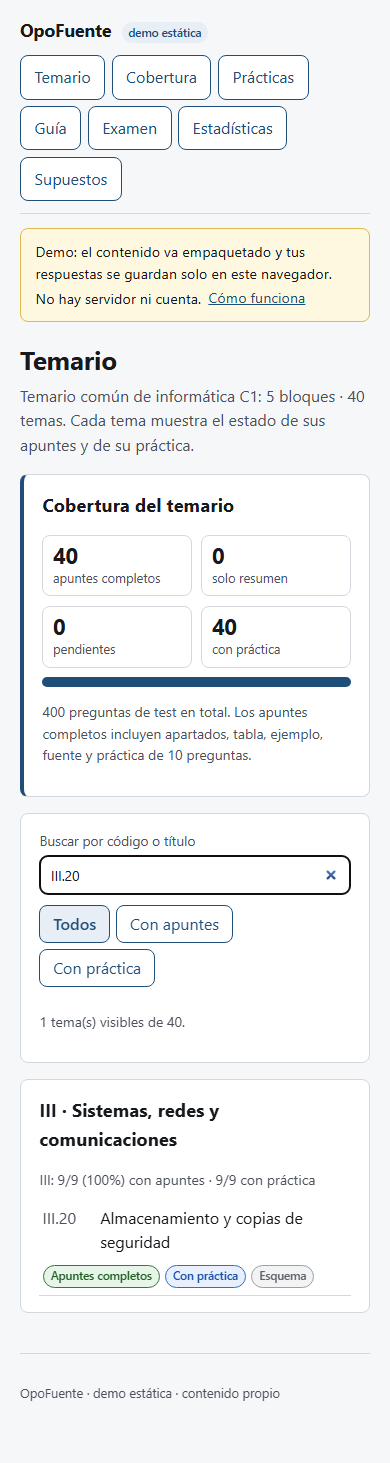 OpoFuente demo estática
Temario Cobertura Prácticas
Guía Examen Estadísticas
Supuestos
Demo: el contenido va empaquetado y tus
respuestas se guardan solo en este navegador.
No hay servidor ni cuenta. Cómo funciona
Temario
Temario común de informática C1: 5 bloques · 40
temas. Cada tema muestra el estado de sus
apuntes y de su práctica.
Cobertura del temario
40 0
apuntes completos solo resumen
0 40
pendientes con práctica
400 preguntas de test en total. Los apuntes
completos incluyen apartados, tabla, ejemplo,
fuente y práctica de 10 preguntas.
Buscar por código o título
III.20 ×
Todos Con apuntes
Con práctica
1 tema(s) visibles de 40.
III · Sistemas, redes y
comunicaciones
III: 9/9 (100%) con apuntes · 9/9 con práctica
III.20 Almacenamiento y copias de
seguridad
Apuntes completos Con práctica Esquema
OpoFuente · demo estática · contenido propio